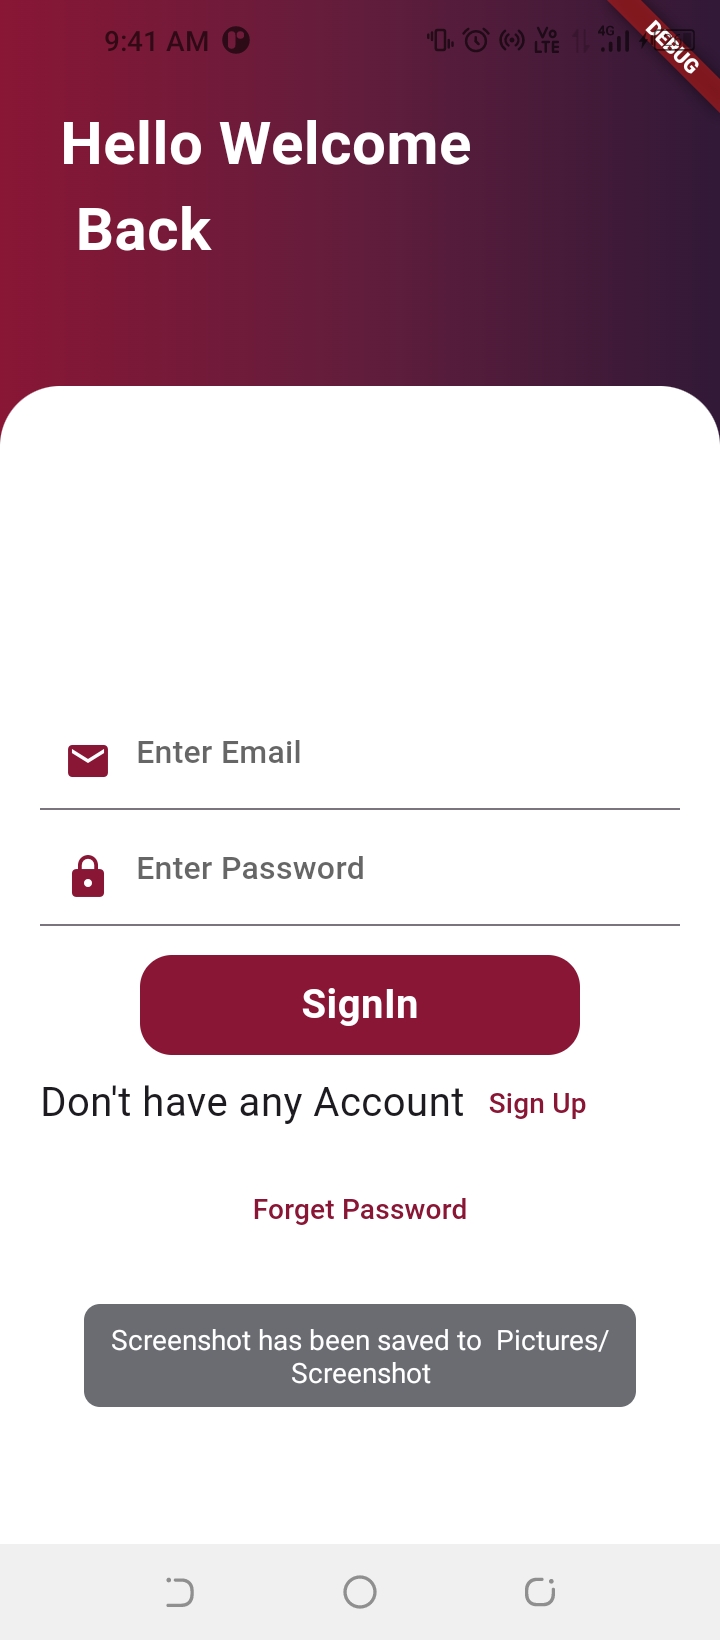 9:41 AM
Vo
LTE
4G
DEBUG
Hello Welcome
Back
Enter Email
Enter Password
SignIn
Don't have any Account Sign Up
Forget Password
Screenshot has been saved to  Pictures/
Screenshot